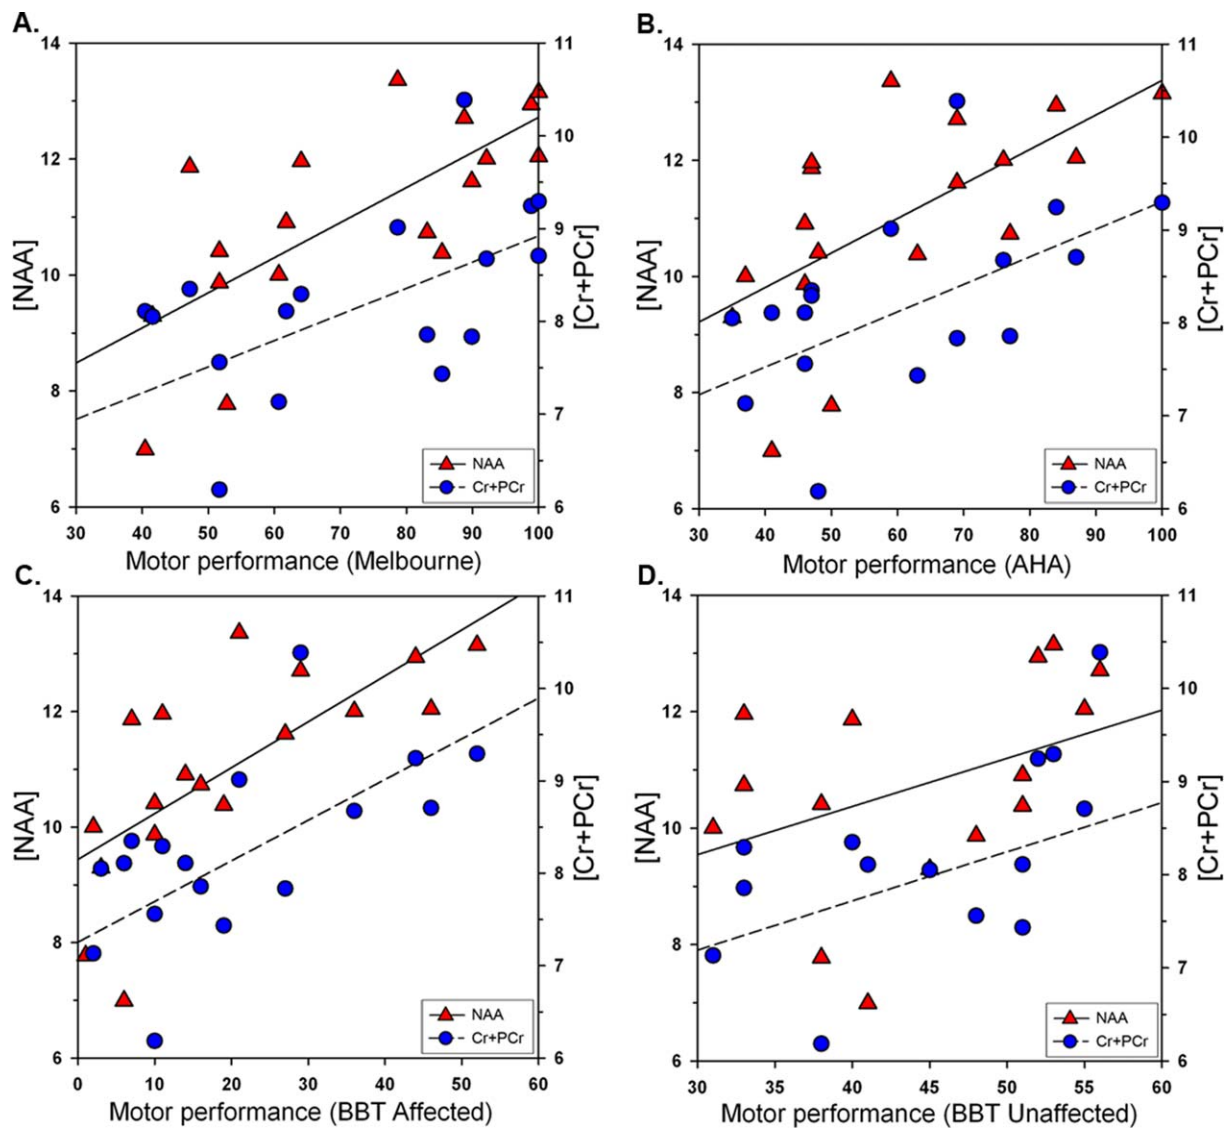 A.
14
12
10
8
6
[NAA]
11
10
9
8
7
6
[Cr+PCr]
NAA
Cr+PCr
30 40 50 60 70 80 90 100
Motor performance (Melbourne)
B.
14
12
10
8
6
[NAA]
11
10
9
8
7
6
[Cr+PCr]
NAA
Cr+PCr
30 40 50 60 70 80 90 100
Motor performance (AHA)
C.
14
12
10
8
6
[NAA]
11
10
9
8
7
6
[Cr+PCr]
NAA
Cr+PCr
0 10 20 30 40 50 60
Motor performance (BBT Affected)
D.
14
12
10
8
6
[NAA]
11
10
9
8
7
6
[Cr+PCr]
NAA
Cr+PCr
30 35 40 45 50 55 60
Motor performance (BBT Unaffected)